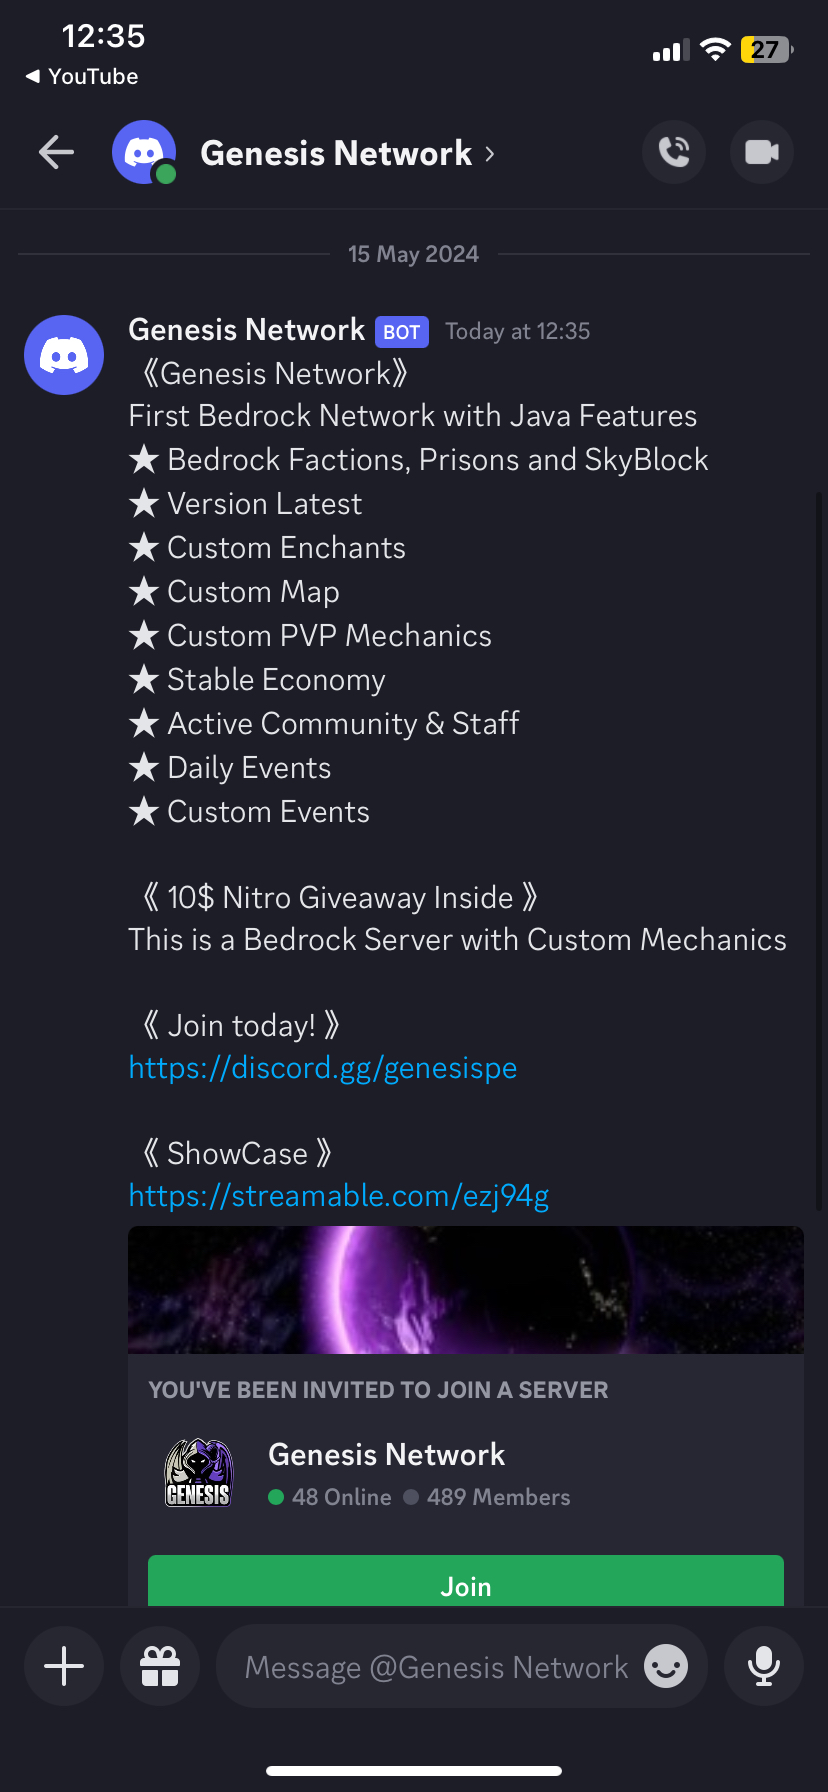 12:35
27
◀ YouTube
Genesis Network ›
15 May 2024
Genesis Network BOT Today at 12:35
《Genesis Network》
First Bedrock Network with Java Features
★ Bedrock Factions, Prisons and SkyBlock
★ Version Latest
★ Custom Enchants
★ Custom Map
★ Custom PVP Mechanics
★ Stable Economy
★ Active Community & Staff
★ Daily Events
★ Custom Events
《 10$ Nitro Giveaway Inside 》
This is a Bedrock Server with Custom Mechanics
《 Join today! 》
https://discord.gg/genesispe
《 ShowCase 》
https://streamable.com/ezj94g
YOU'VE BEEN INVITED TO JOIN A SERVER
GENESIS
Genesis Network
48 Online 489 Members
Join
Message @Genesis Network